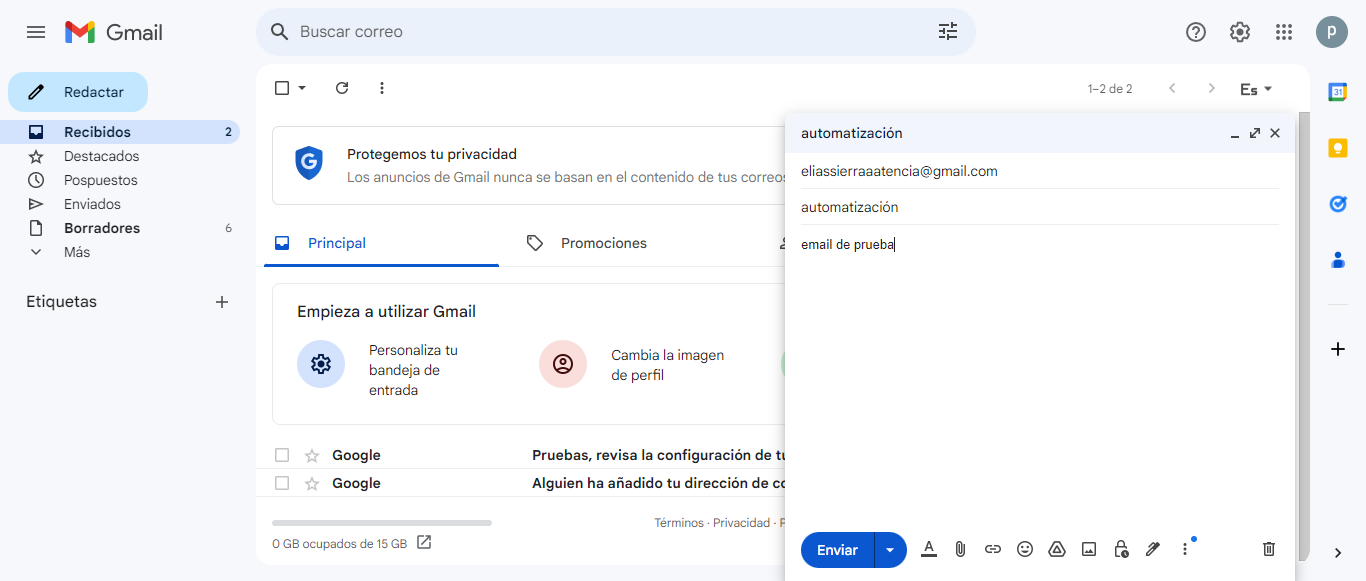 Gmail
Buscar correo
P
Redactar
1–2 de 2
Es
Recibidos 2
Destacados
Pospuestos
Enviados
Borradores 6
Más
Etiquetas
Protegemos tu privacidad
Los anuncios de Gmail nunca se basan en el contenido de tus correos
Principal
Promociones
Empieza a utilizar Gmail
Personaliza tu
bandeja de
entrada
Cambia la imagen
de perfil
Google Pruebas, revisa la configuración de tu
Google Alguien ha añadido tu dirección de co
Términos · Privacidad · P
0 GB ocupados de 15 GB
automatización
eliassierraaatencia@gmail.com
automatización
email de prueba
Enviar
A
31